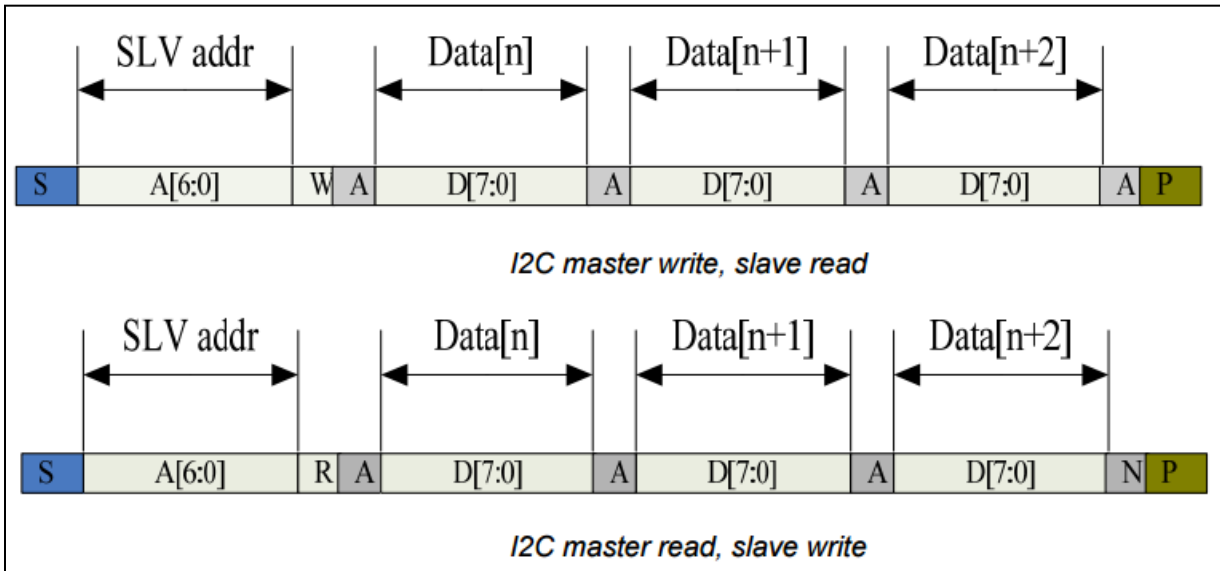 SLV addr Data[n] Data[n+1] Data[n+2]
S A[6:0] W A D[7:0] A D[7:0] A D[7:0] A P
I2C master write, slave read
SLV addr Data[n] Data[n+1] Data[n+2]
S A[6:0] R A D[7:0] A D[7:0] A D[7:0] N P
I2C master read, slave write